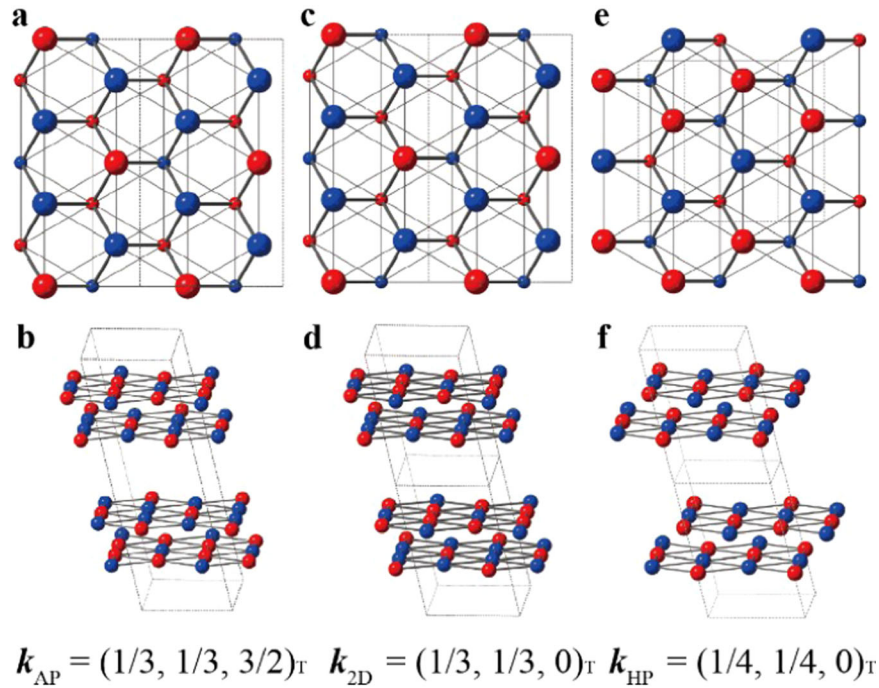 a c e
b d f
k_AP = (1/3, 1/3, 3/2)_T k_2D = (1/3, 1/3, 0)_T k_HP = (1/4, 1/4, 0)_T